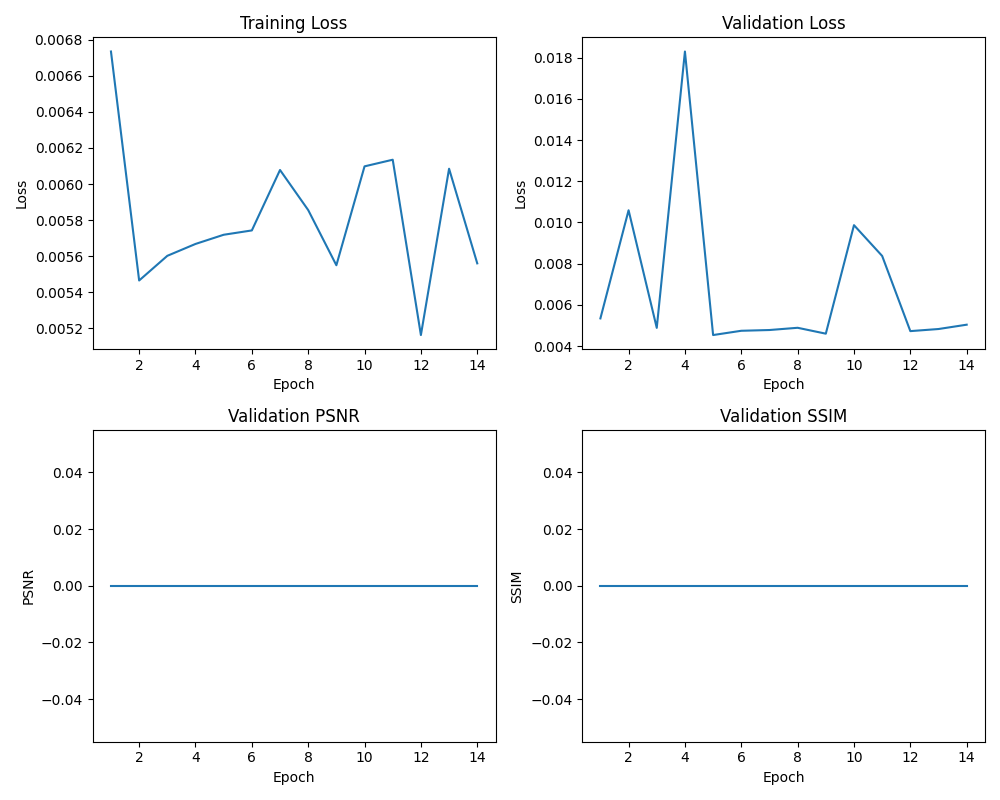 Training Loss
0.0068
0.0066
0.0064
0.0062
0.0060
0.0058
0.0056
0.0054
0.0052
Loss
2 4 6 8 10 12 14
Epoch
Validation Loss
0.018
0.016
0.014
0.012
0.010
0.008
0.006
0.004
Loss
2 4 6 8 10 12 14
Epoch
Validation PSNR
0.04
0.02
0.00
−0.02
−0.04
PSNR
2 4 6 8 10 12 14
Epoch
Validation SSIM
0.04
0.02
0.00
−0.02
−0.04
SSIM
2 4 6 8 10 12 14
Epoch